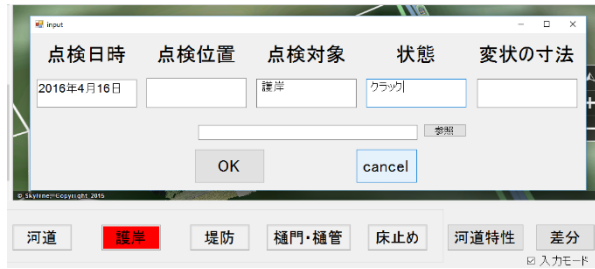 input
点検日時 点検位置 点検対象 状態 変状の寸法
2016年4月16日 護岸 クラック
参照
OK cancel
© Skyline Copyright 2015
河道 護岸 堤防 樋門・樋管 床止め 河道特性 差分
入力モード